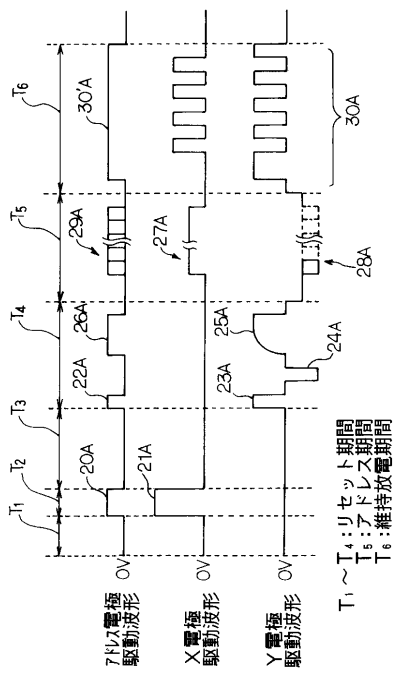 T₁ T₂ T₃ T₄ T₅ T₆
アドレス電極
駆動波形
0V
20A 22A 26A 29A 30'A
X電極
駆動波形
0V
21A 27A
Y電極
駆動波形
0V
23A 24A 25A 28A 30A
T₁～T₄:リセット期間
T₅:アドレス期間
T₆:維持放電期間